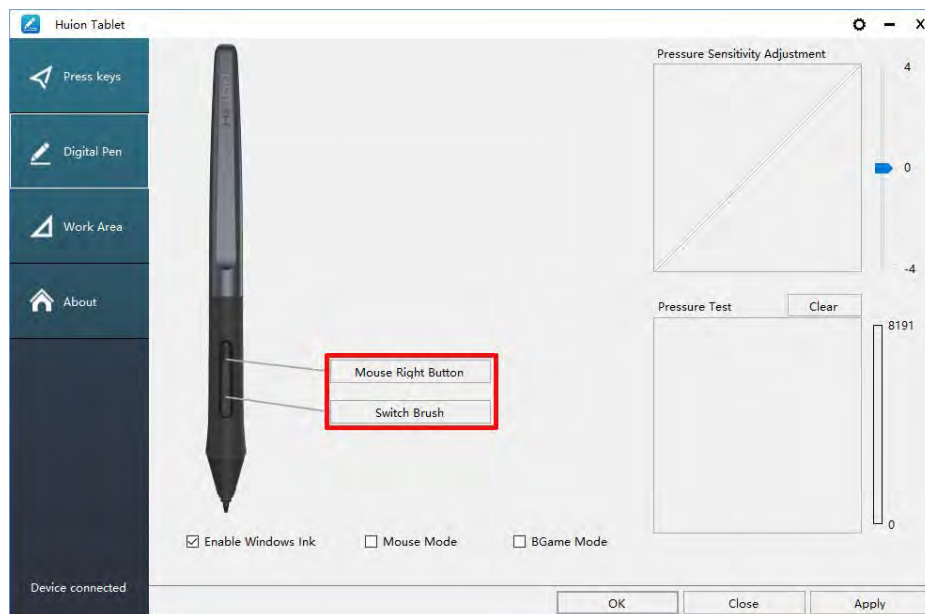 Huion Tablet
X
Press keys
Digital Pen
Work Area
About
Device connected
Huion
Mouse Right Button
Switch Brush
Enable Windows Ink
Mouse Mode
BGame Mode
Pressure Sensitivity Adjustment
4
0
-4
Pressure Test
Clear
8191
0
OK
Close
Apply